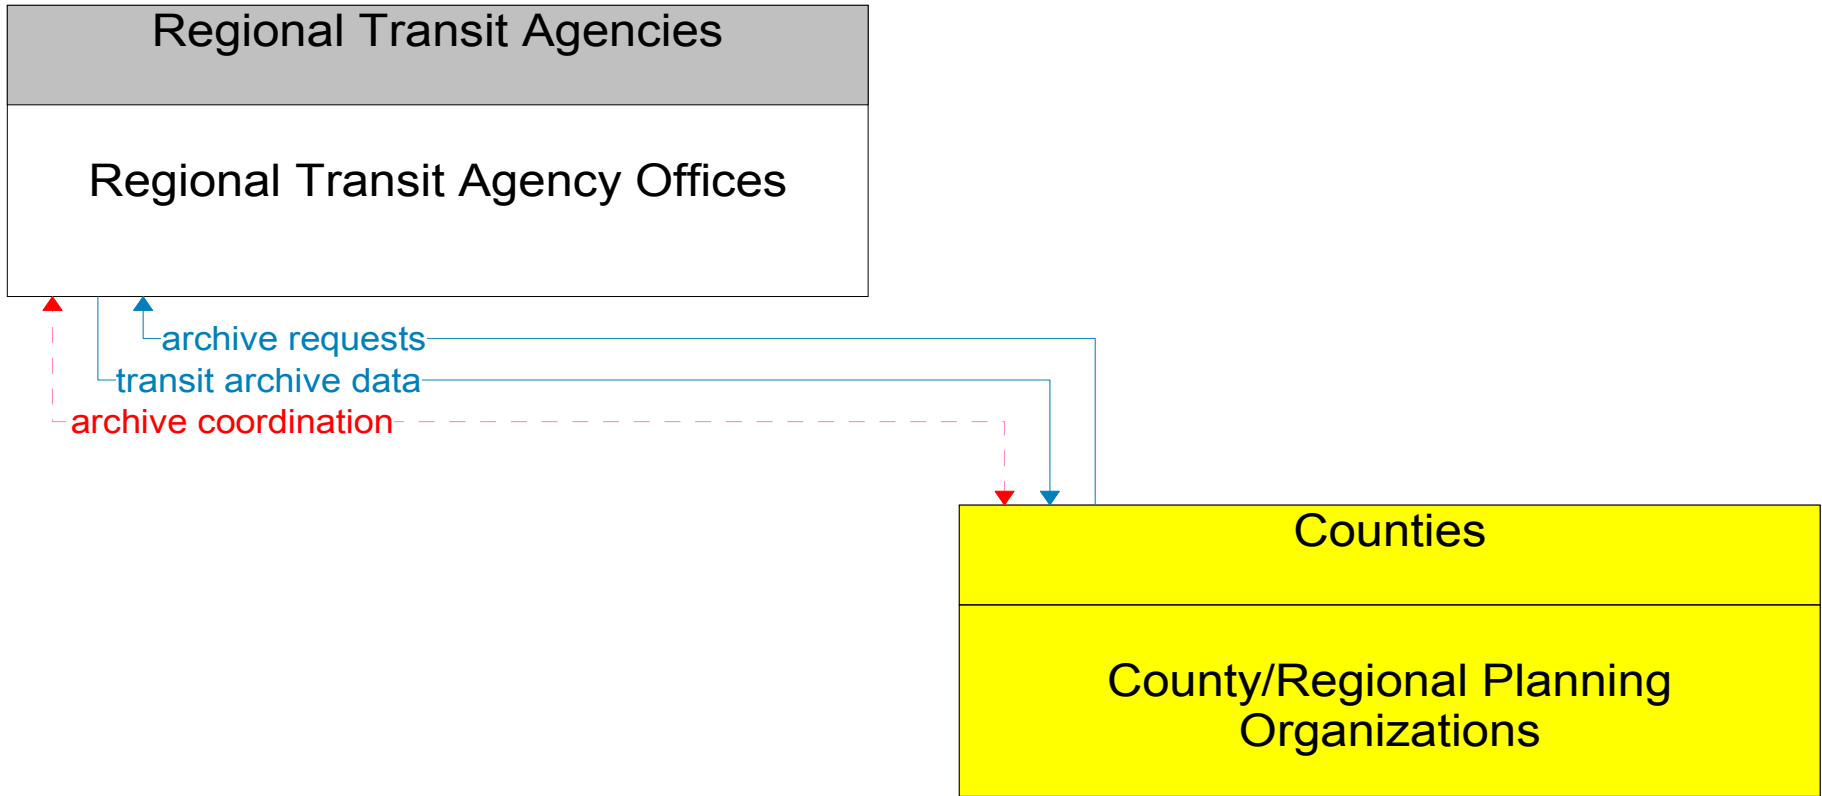 Regional Transit Agencies
Regional Transit Agency Offices
archive requests
transit archive data
archive coordination
Counties
County/Regional Planning
Organizations